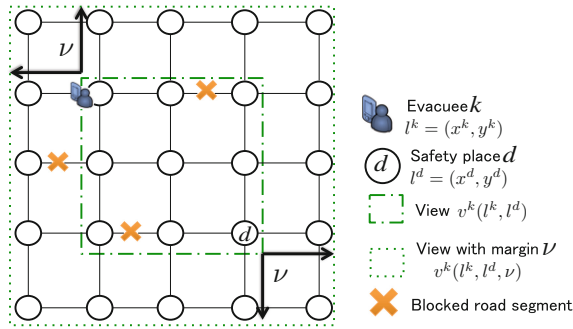 ν
d
ν
Evacuee k
l^k = (x^k, y^k)
d
Safety place d
l^d = (x^d, y^d)
View v^k(l^k, l^d)
View with margin ν
v^k(l^k, l^d, ν)
Blocked road segment